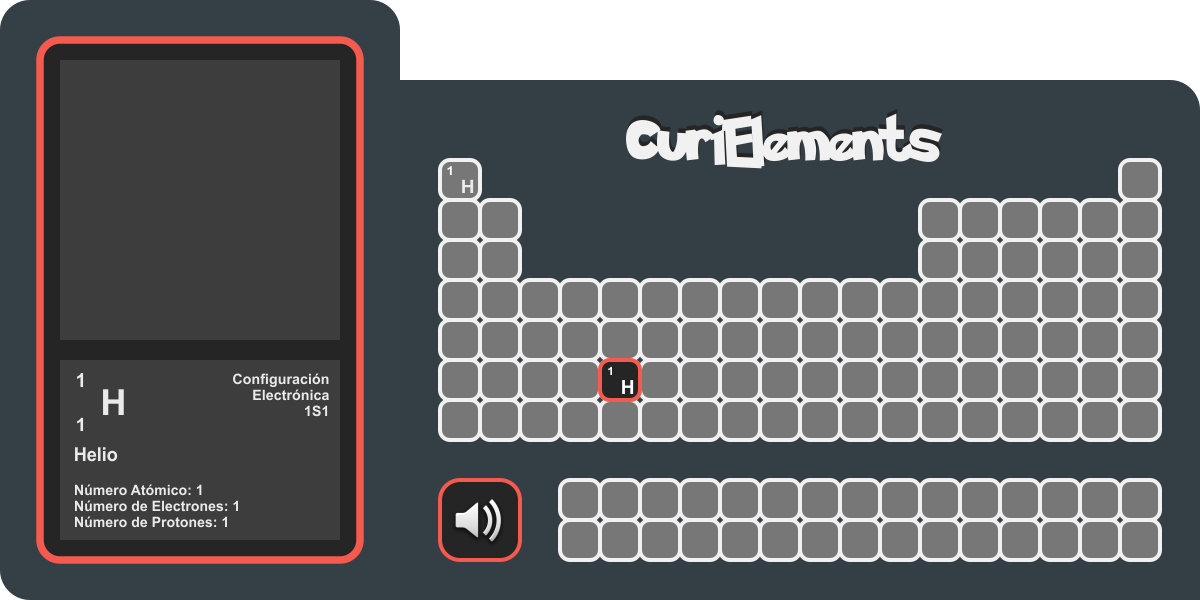 CuriElements
1
H
1
H
1
H
1
Configuración
Electrónica
1S1
Helio
Número Atómico: 1
Número de Electrones: 1
Número de Protones: 1